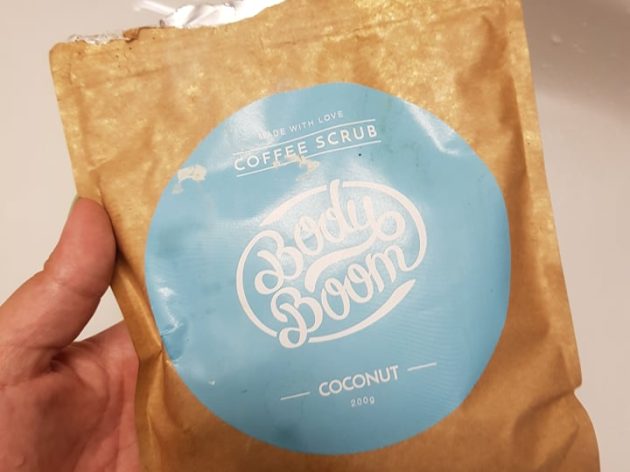 MADE WITH LOVE
COFFEE SCRUB
Body
Boom
COCONUT
200g